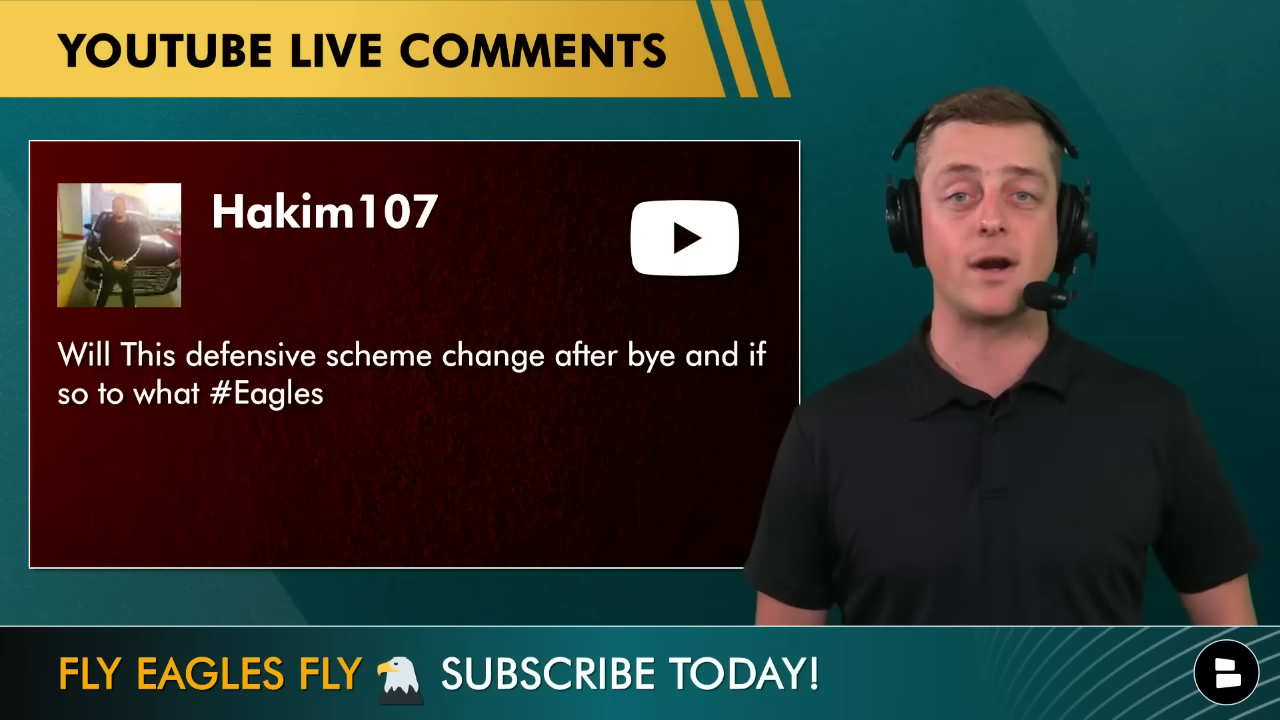 YOUTUBE LIVE COMMENTS
Hakim107
Will This defensive scheme change after bye and if
so to what #Eagles
FLY EAGLES FLY 🦅 SUBSCRIBE TODAY!